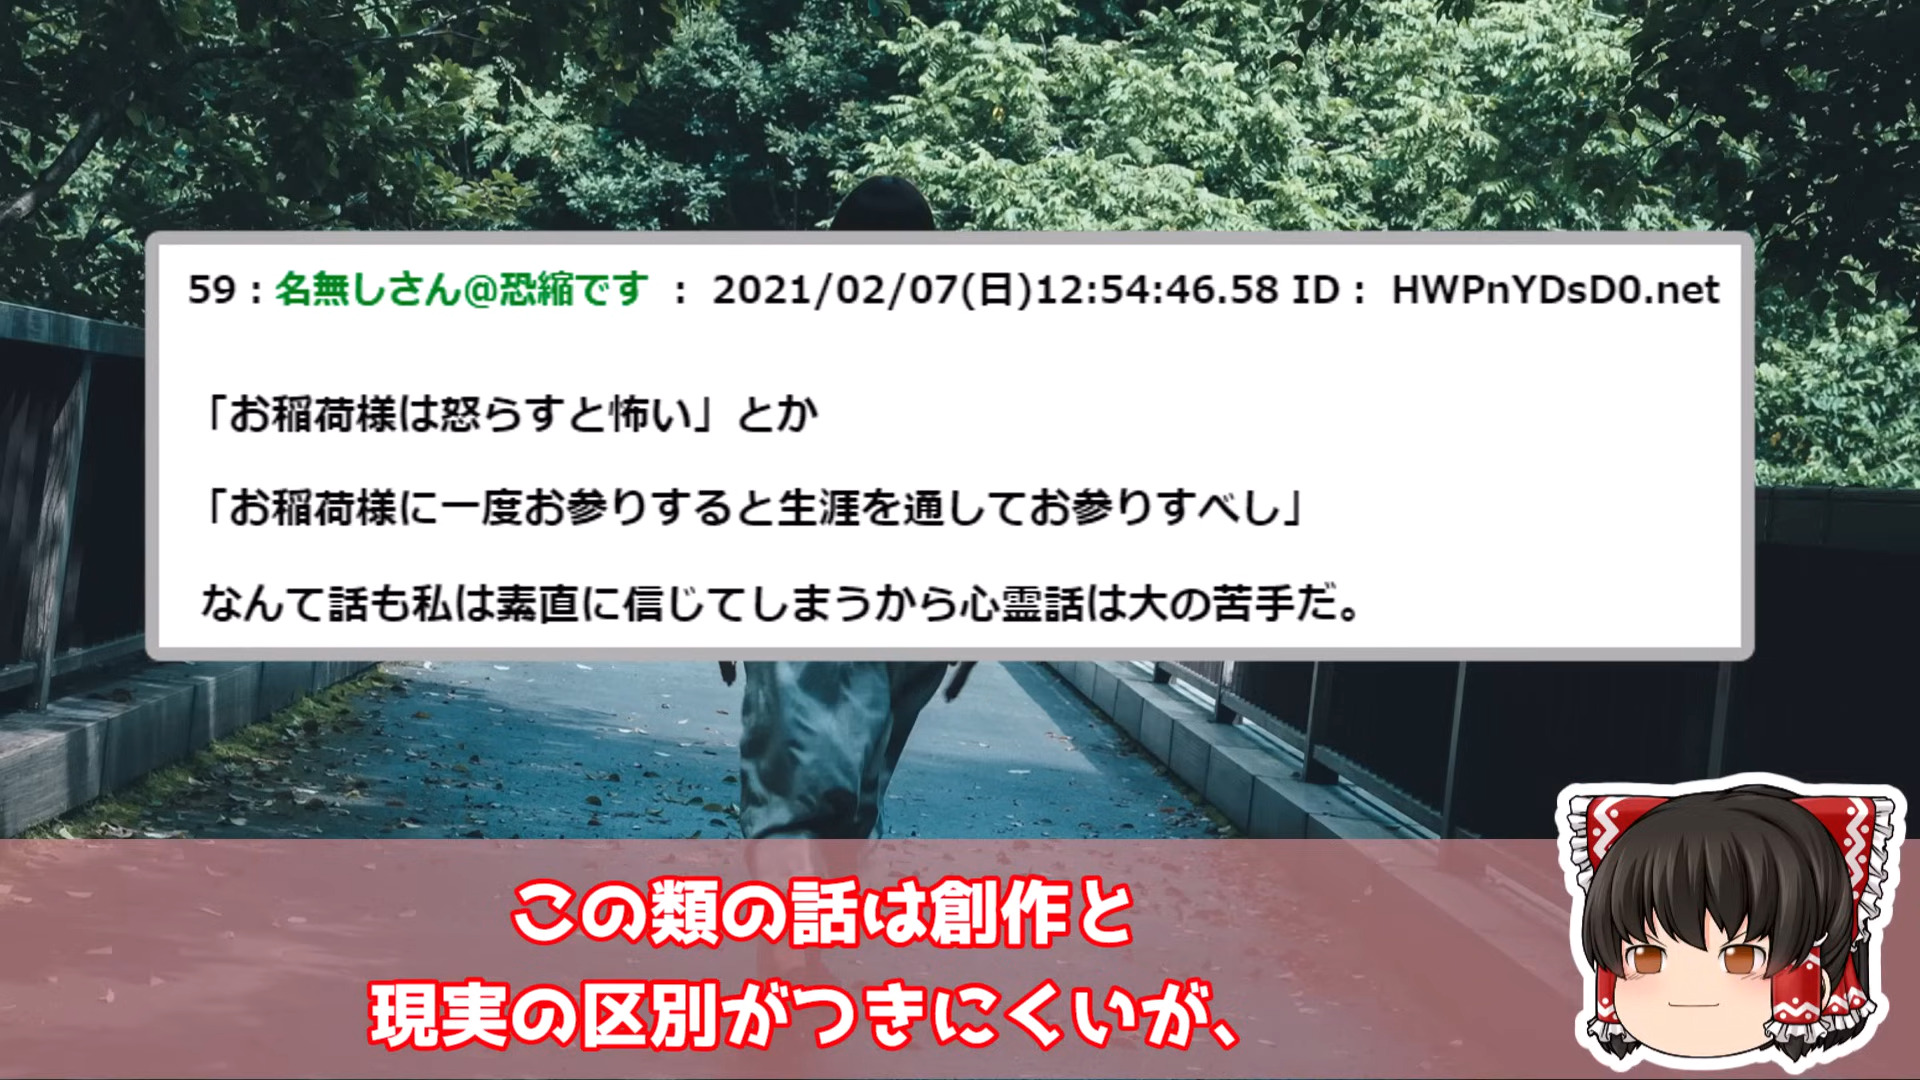 59 : 名無しさん@恐縮です : 2021/02/07(日)12:54:46.58 ID : HWPnYDsD0.net
「お稲荷様は怒らすと怖い」とか
「お稲荷様に一度お参りすると生涯を通してお参りすべし」
なんて話も私は素直に信じてしまうから心霊話は大の苦手だ。
この類の話は創作と
現実の区別がつきにくいが、